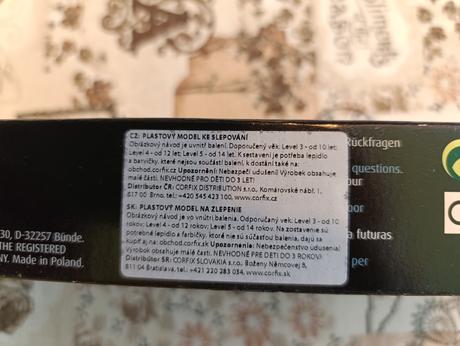 CZ: PLASTOVÝ MODEL KE SLEPOVÁNÍ
Obrázkový návod je uvnitř balení. Doporučený věk: Level 3 - od 10 let;
Level 4 - od 12 let; Level 5 - od 14 let. K sestavení je potřeba lepidlo
a barvičky, které nejsou součástí balení, a dají se dokoupit např. na:
obchod.corfix.cz Upozornění: Nebezpečí udušení! Výrobek obsahuje
malé části. NEVHODNÉ PRO DĚTI DO 3 LET!
Distributor ČR: CORFIX DISTRIBUTION s.r.o., Komárovské nábř. 1,
617 00 Brno, tel.: +420 545 423 100, www.corfix.cz
SK: PLASTOVÝ MODEL NA ZLEPENIE
Obrázkový návod je vo vnútri balenia. Odporúčaný vek: Level 3 - od 10
rokov; Level 4 - od 12 rokov; Level 5 - od 14 rokov. Na zostavenie sú
potrebné lepidlo a farbičky, ktoré nie sú súčasťou balenia, dajú sa
kúpiť aj na: obchod.corfix.sk Upozornenie: Nebezpečenstvo udusenia!
Výrobok obsahuje malé časti. NEVHODNÉ PRE DETI DO 3 ROKOV!
Distribútor SR: CORFIX SLOVAKIA s.r.o., Boženy Němcovej 8,
811 04 Bratislava, tel.: +421 220 283 034, www.corfix.sk
30, D-32257 Bünde.
THE REGISTERED
NY. Made in Poland.
Rückfragen
questions.
oor
a futuras
per